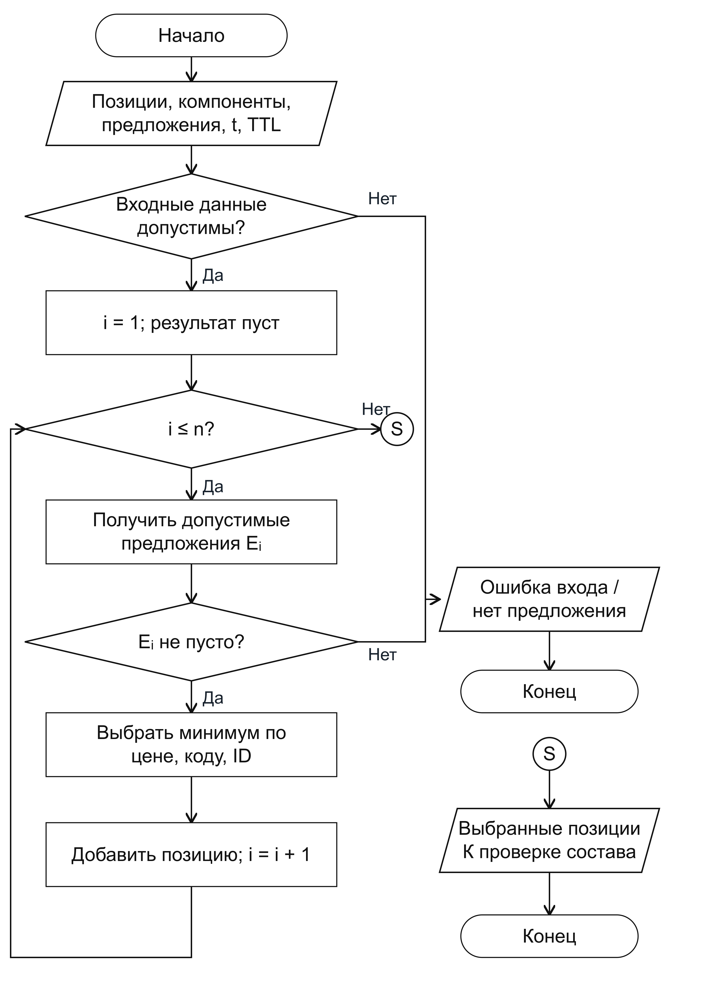 Начало
Позиции, компоненты,
предложения, t, TTL
Входные данные
допустимы?
Нет
Да
i = 1; результат пуст
i ≤ n?
Нет
S
Да
Получить допустимые
предложения Eᵢ
Eᵢ не пусто?
Нет
Да
Выбрать минимум по
цене, коду, ID
Добавить позицию; i = i + 1
Ошибка входа /
нет предложения
Конец
S
Выбранные позиции
К проверке состава
Конец